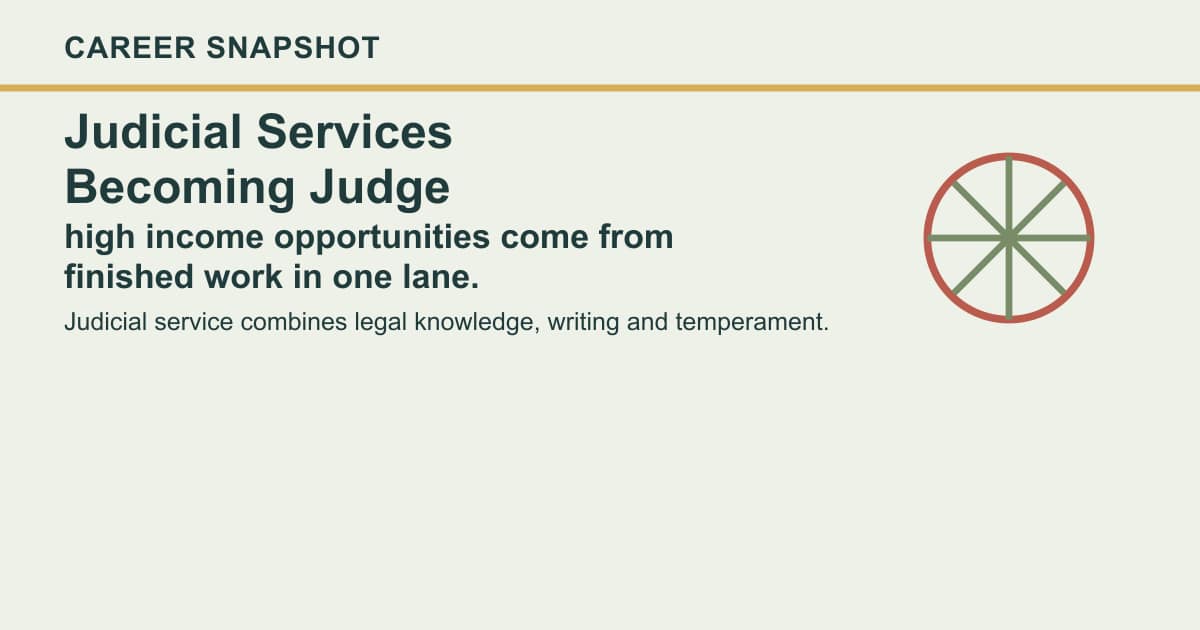 CAREER SNAPSHOT
Judicial Services
Becoming Judge
high income opportunities come from
finished work in one lane.
Judicial service combines legal knowledge, writing and temperament.